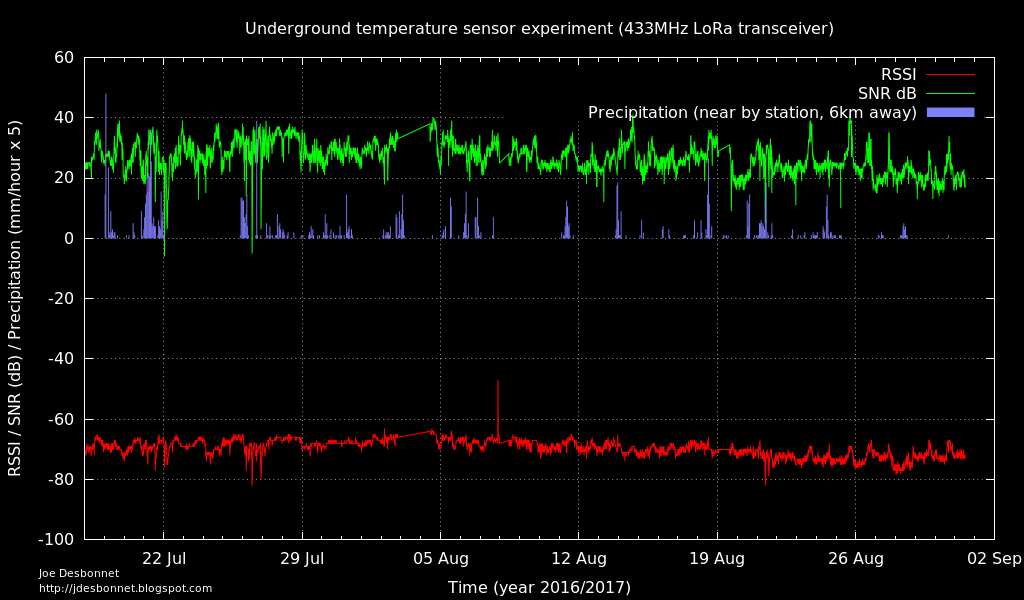 Underground temperature sensor experiment (433MHz LoRa transceiver)
RSSI
SNR dB
Precipitation (near by station, 6km away)
RSSI / SNR (dB) / Precipitation (mm/hour x 5)
60
40
20
0
-20
-40
-60
-80
-100
22 Jul
29 Jul
05 Aug
12 Aug
19 Aug
26 Aug
02 Sep
Time (year 2016/2017)
Joe Desbonnet
http://jdesbonnet.blogspot.com